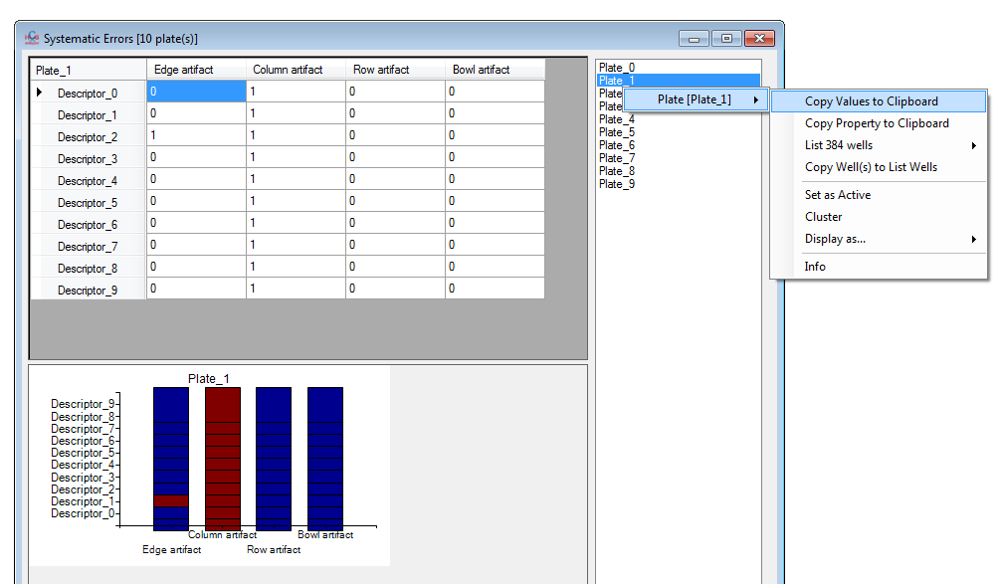 Systematic Errors [10 plate(s)]
Plate_1 Edge artifact Column artifact Row artifact Bowl artifact
Descriptor_0 0 1 0 0
Descriptor_1 0 1 0 0
Descriptor_2 1 1 0 0
Descriptor_3 0 1 0 0
Descriptor_4 0 1 0 0
Descriptor_5 0 1 0 0
Descriptor_6 0 1 0 0
Descriptor_7 0 1 0 0
Descriptor_8 0 1 0 0
Descriptor_9 0 1 0 0
Plate_0
Plate_1
Plate
Plate
Plate_4
Plate_5
Plate_6
Plate_7
Plate_8
Plate_9
Plate [Plate_1]
Copy Values to Clipboard
Copy Property to Clipboard
List 384 wells
Copy Well(s) to List Wells
Set as Active
Cluster
Display as...
Info
Plate_1
Descriptor_9
Descriptor_8
Descriptor_7
Descriptor_6
Descriptor_5
Descriptor_4
Descriptor_3
Descriptor_2
Descriptor_1
Descriptor_0
Column artifact Bowl artifact
Edge artifact Row artifact